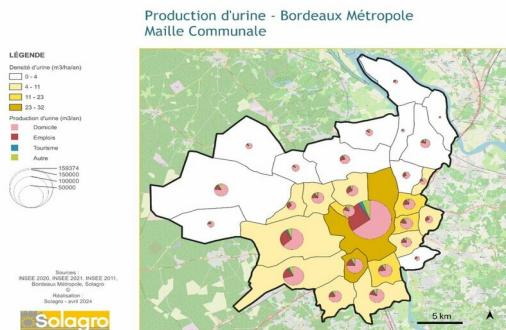 Production d'urine - Bordeaux Métropole
Maille Communale
LÉGENDE
Densité d'urine (m3/ha/an)
0 - 4
4 - 11
11 - 23
23 - 32
Production d'urine (m3/an)
Domicile
Emplois
Tourisme
Autre
159374
150000
100000
50000
Sources :
INSEE 2020, INSEE 2021, INSEE 2011,
Bordeaux Métropole, Solagro
©
Réalisation :
Solagro - avril 2024
Solagro
5 km